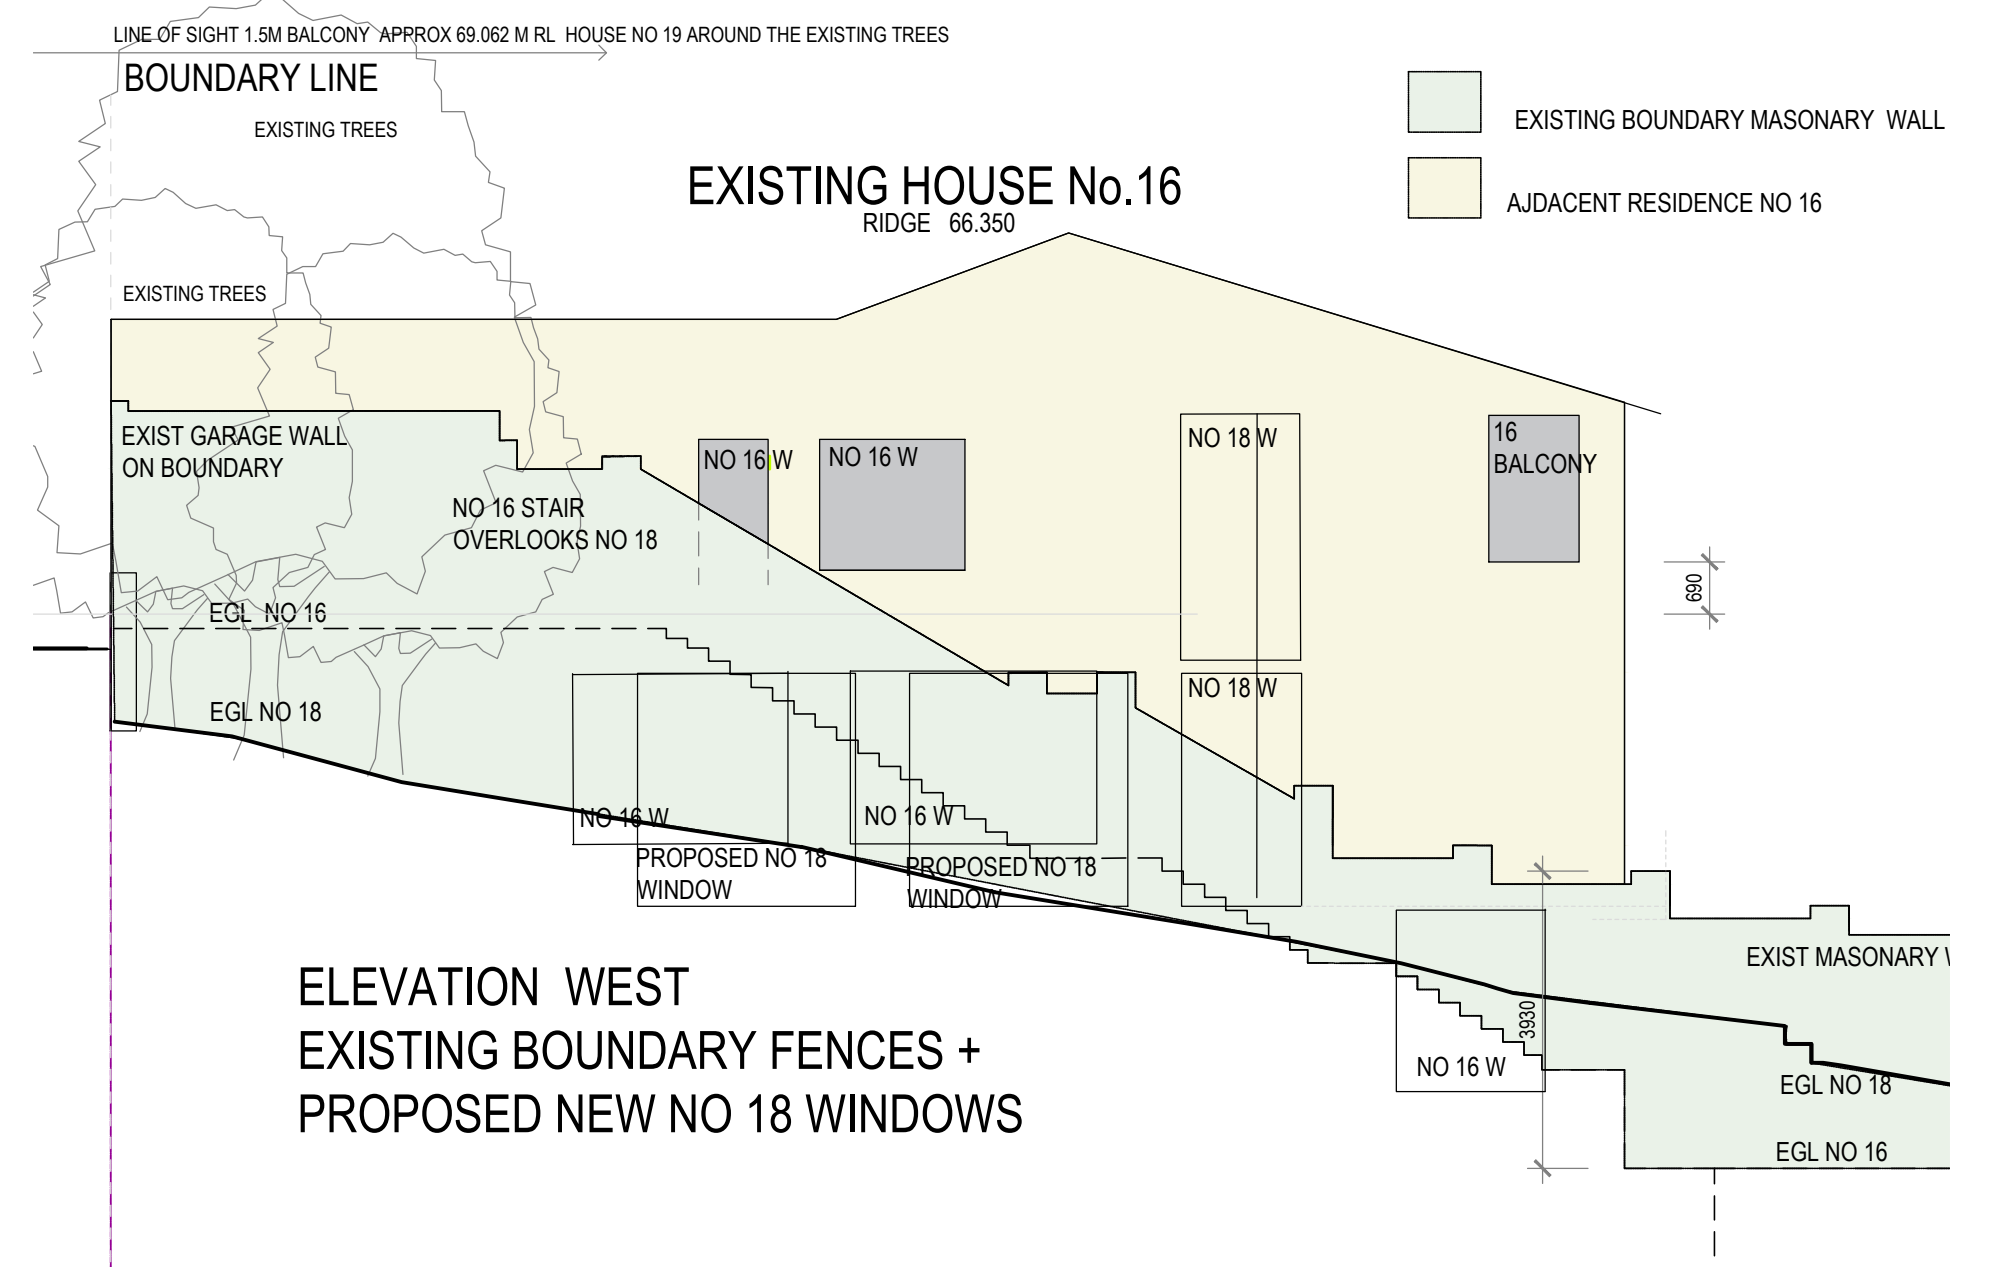 LINE OF SIGHT 1.5M BALCONY APPROX 69.062 M RL HOUSE NO 19 AROUND THE EXISTING TREES
BOUNDARY LINE
EXISTING TREES
EXISTING BOUNDARY MASONARY WALL
AJDACENT RESIDENCE NO 16
EXISTING HOUSE No.16
RIDGE 66.350
EXISTING TREES
EXIST GARAGE WALL
ON BOUNDARY
NO 16 W
NO 16 W
NO 18 W
16
BALCONY
NO 16 STAIR
OVERLOOKS NO 18
690
EGL NO 16
EGL NO 18
NO 18 W
NO 16 W
NO 16 W
PROPOSED NO 18
WINDOW
PROPOSED NO 18
WINDOW
EXIST MASONARY
ELEVATION WEST
EXISTING BOUNDARY FENCES +
PROPOSED NEW NO 18 WINDOWS
3930
NO 16 W
EGL NO 18
EGL NO 16